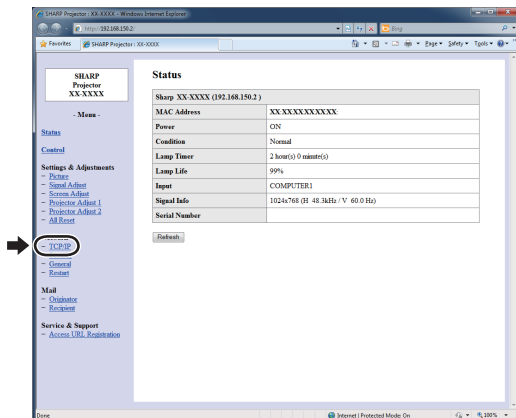 SHARP Projector : XX-XXXX - Windows Internet Explorer
http://192.168.150.2/
Bing
Favorites
SHARP Projector : XX-XXXX
Page
Safety
Tools
SHARP
Projector
XX-XXXX
- Menu -
Status
Control
Settings & Adjustments
- Picture
- Signal Adjust
- Screen Adjust
- Projector Adjust 1
- Projector Adjust 2
- All Reset
- TCP/IP
- General
- Restart
Mail
- Originator
- Recipient
Service & Support
- Access URL Registration
Status
Sharp XX-XXXX (192.168.150.2 )
MAC Address XX:XX:XX:XX:XX:XX:
Power ON
Condition Normal
Lamp Timer 2 hour(s) 0 minute(s)
Lamp Life 99%
Input COMPUTER1
Signal Info 1024x768 (H 48.3kHz / V 60.0 Hz)
Serial Number
Refresh
Done
Internet | Protected Mode: On
100%